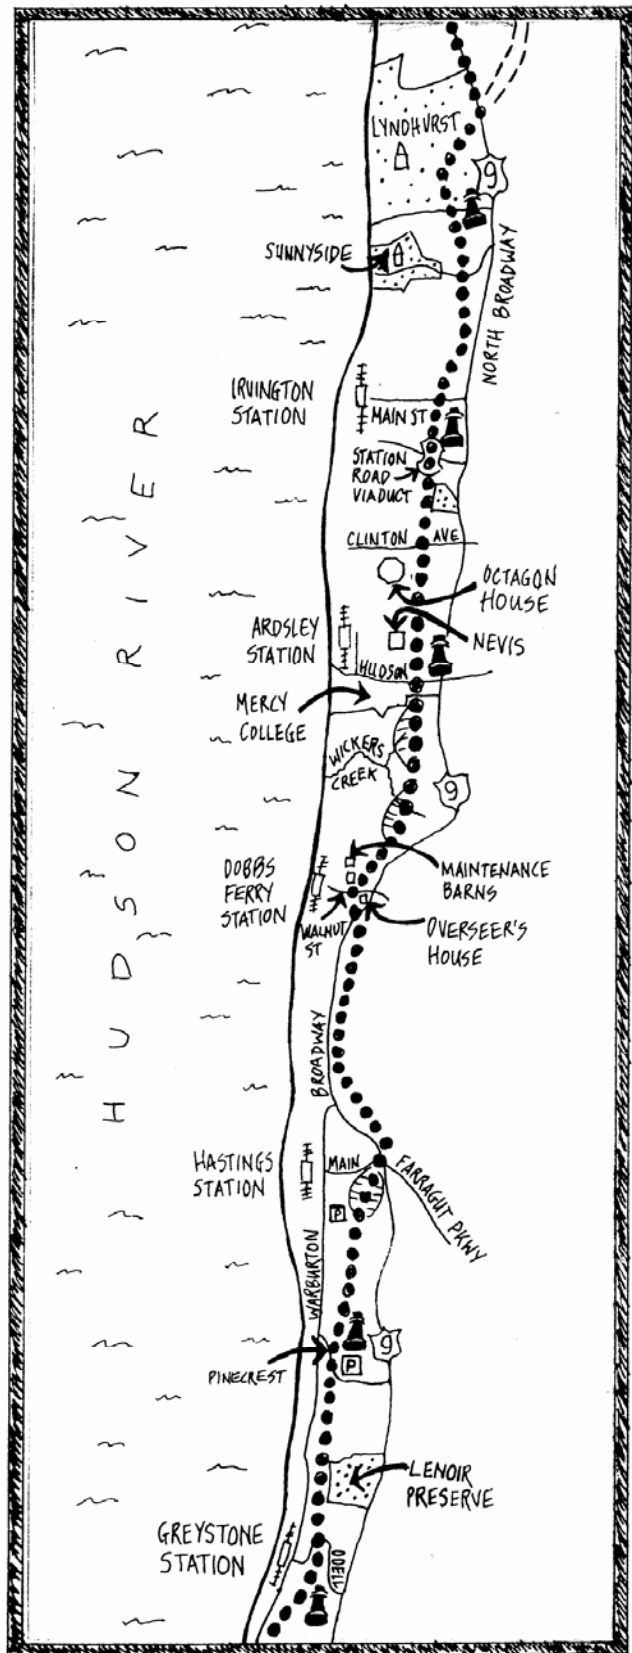 LYNDHURST
9
SUNNYSIDE
NORTH BROADWAY
IRVINGTON
STATION
MAIN ST
STATION
ROAD
VIADUCT
CLINTON AVE
OCTAGON
HOUSE
NEVIS
ARDSLEY
STATION
HUDSON
MERCY
COLLEGE
WICKERS
CREEK
9
HUDSON RIVER
MAINTENANCE
BARNS
DOBBS
FERRY
STATION
WALNUT
ST
OVERSEER'S
HOUSE
BROADWAY
HASTINGS
STATION
MAIN
FARRAGUT PKWY
P
WARBURTON
9
PINECREST
P
LENOIR
PRESERVE
GREYSTONE
STATION
ODELL